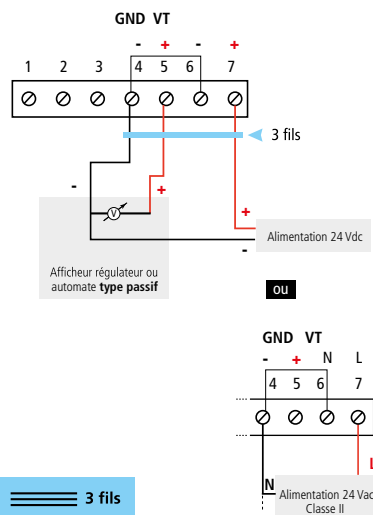 GND VT
- + - +
1 2 3 4 5 6 7
3 fils
-
+
V
+
Alimentation 24 Vdc
-
Afficheur régulateur ou
automate type passif
ou
GND VT
- + N L
4 5 6 7
L
N
Alimentation 24 Vac
Classe II
3 fils